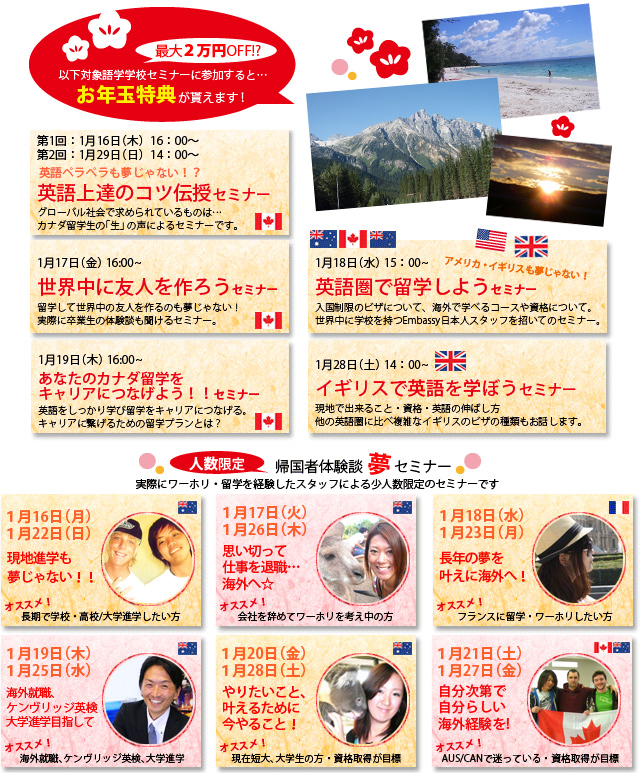 最大2万円OFF!?
以下対象語学学校セミナーに参加すると…
お年玉特典が貰えます！
第1回：1月16日（木） 16：00〜
第2回：1月29日（日） 14：00〜
英語ペラペラも夢じゃない！？
英語上達のコツ伝授セミナー
グローバル社会で求められているものは…
カナダ留学生の「生」の声によるセミナーです。
1月17日（金） 16:00~
世界中に友人を作ろうセミナー
留学して世界中の友人を作るのも夢じゃない！
実際に卒業生の体験談も聞けるセミナー。
1月18日（水） 15：00~
アメリカ・イギリスも夢じゃない！
英語圏で留学しようセミナー
入国制限のビザについて、海外で学べるコースや資格について。
世界中に学校を持つEmbassy日本人スタッフを招いてのセミナー。
1月19日（木） 16:00~
あなたのカナダ留学を
キャリアにつなげよう！！セミナー
英語をしっかり学び留学をキャリアにつなげる。
キャリアに繋げるための留学プランとは？
1月28日（土） 14：00~
イギリスで英語を学ぼうセミナー
現地で出来ること・資格・英語の伸ばし方
他の英語圏に比べ複雑なイギリスのビザの種類もお話します。
人数限定 帰国者体験談 夢 セミナー
実際にワーホリ・留学を経験したスタッフによる少人数限定のセミナーです
1月16日（月）
1月22日（日）
現地進学も
夢じゃない！！
オススメ！
長期で学校・高校/大学進学したい方
1月17日（火）
1月26日（木）
思い切って
仕事を退職…
海外へ☆
オススメ！
会社を辞めてワーホリを考え中の方
1月18日（水）
1月23日（月）
長年の夢を
叶えに海外へ！
オススメ！
フランスに留学・ワーホリしたい方
1月19日（木）
1月25日（水）
海外就職、
ケンヴリッジ英検
大学進学目指して
オススメ！
海外就職、ケンヴリッジ英検、大学進学
1月20日（金）
1月28日（土）
やりたいこと、
叶えるために
今やること！
オススメ！
現在短大、大学生の方・資格取得が目標
1月21日（土）
1月27日（金）
自分次第で
自分らしい
海外経験を!
オススメ！
AUS/CANで迷っている・資格取得が目標